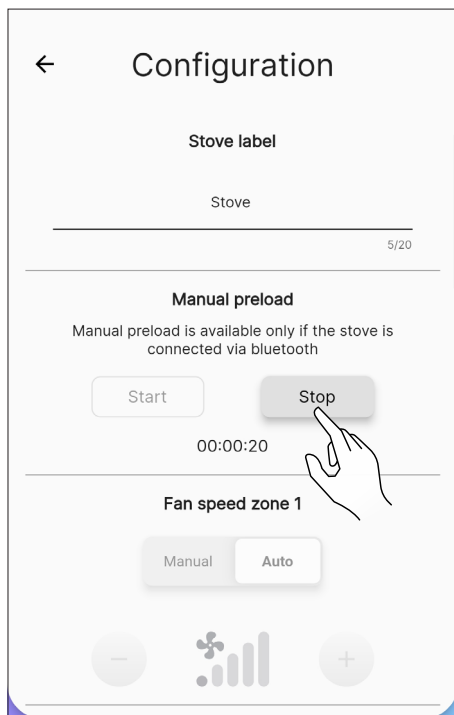 Configuration
Stove label
Stove
5/20
Manual preload
Manual preload is available only if the stove is
connected via bluetooth
Start
Stop
00:00:20
Fan speed zone 1
Manual
Auto